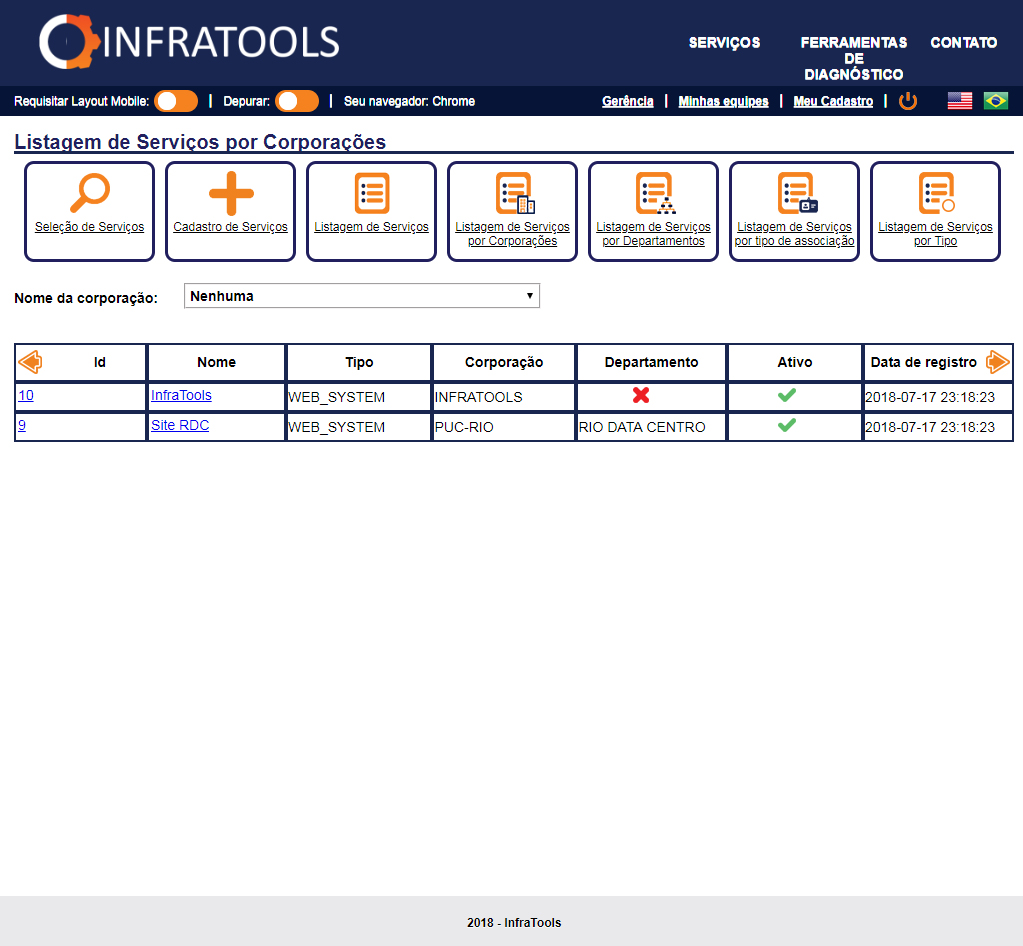 INFRATOOLS
SERVIÇOS
FERRAMENTAS
DE
DIAGNÓSTICO
CONTATO
Requisitar Layout Mobile: | Depurar: | Seu navegador: Chrome
Gerência | Minhas equipes | Meu Cadastro |
Listagem de Serviços por Corporações
Seleção de Serviços
Cadastro de Serviços
Listagem de Serviços
Listagem de Serviços
por Corporações
Listagem de Serviços
por Departamentos
Listagem de Serviços
por tipo de associação
Listagem de Serviços
por Tipo
Nome da corporação: Nenhuma
Id Nome Tipo Corporação Departamento Ativo Data de registro
10 InfraTools WEB_SYSTEM INFRATOOLS 2018-07-17 23:18:23
9 Site RDC WEB_SYSTEM PUC-RIO RIO DATA CENTRO 2018-07-17 23:18:23
2018 - InfraTools